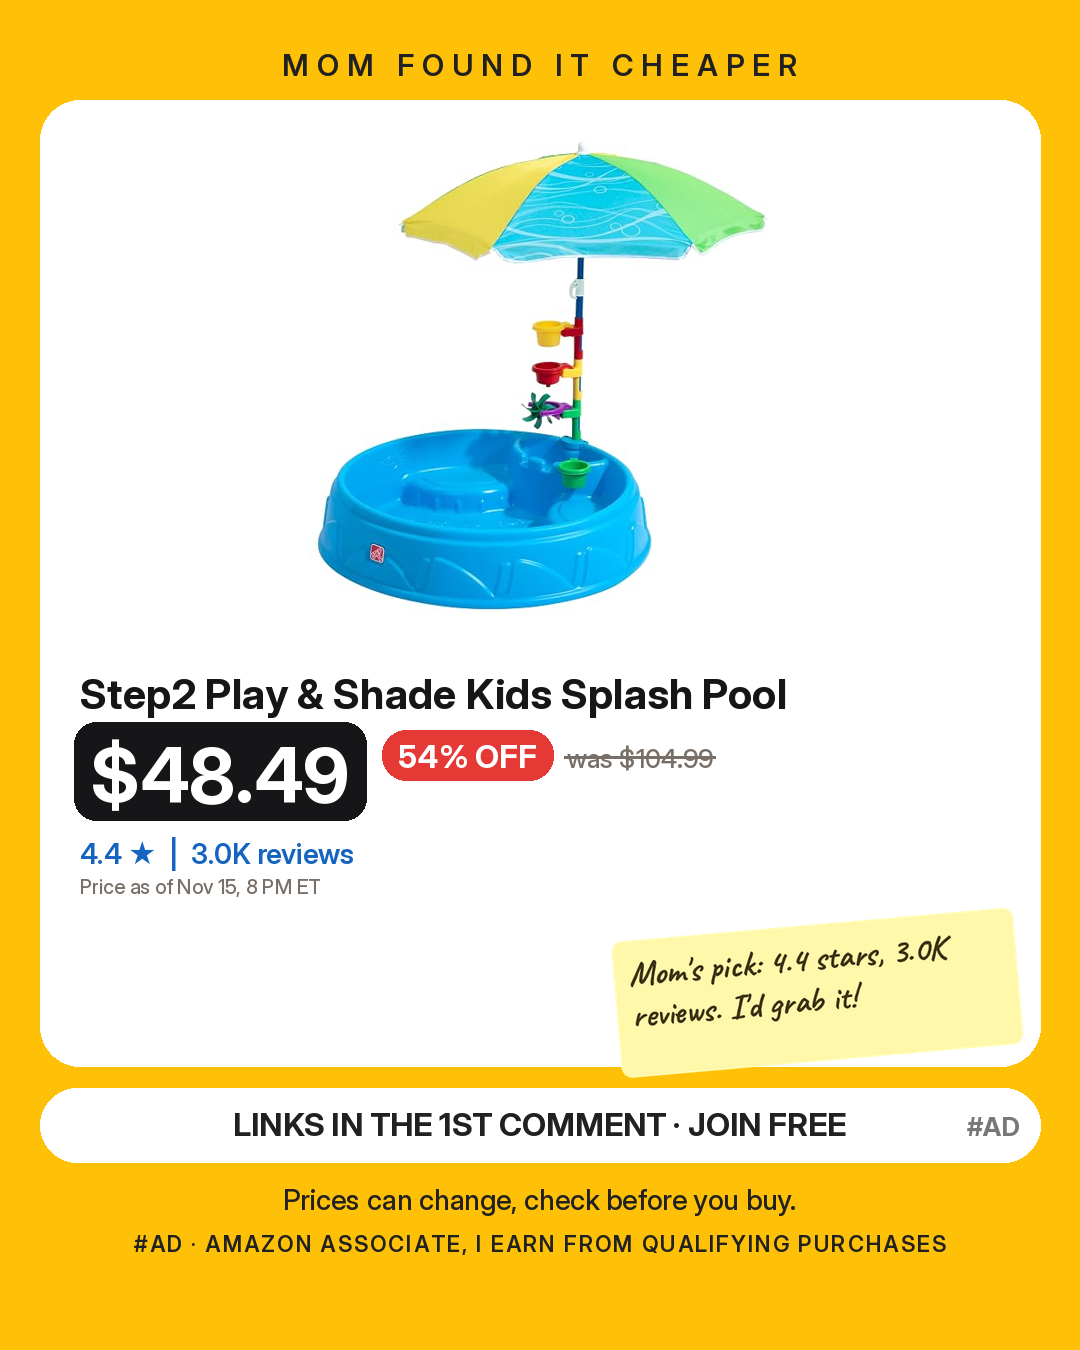 MOM FOUND IT CHEAPER
Step2 Play & Shade Kids Splash Pool
$48.49
54% OFF
was $104.99
4.4 ★ | 3.0K reviews
Price as of Nov 15, 8 PM ET
Mom's pick: 4.4 stars, 3.0K
reviews. I'd grab it!
LINKS IN THE 1ST COMMENT · JOIN FREE
#AD
Prices can change, check before you buy.
#AD · AMAZON ASSOCIATE, I EARN FROM QUALIFYING PURCHASES